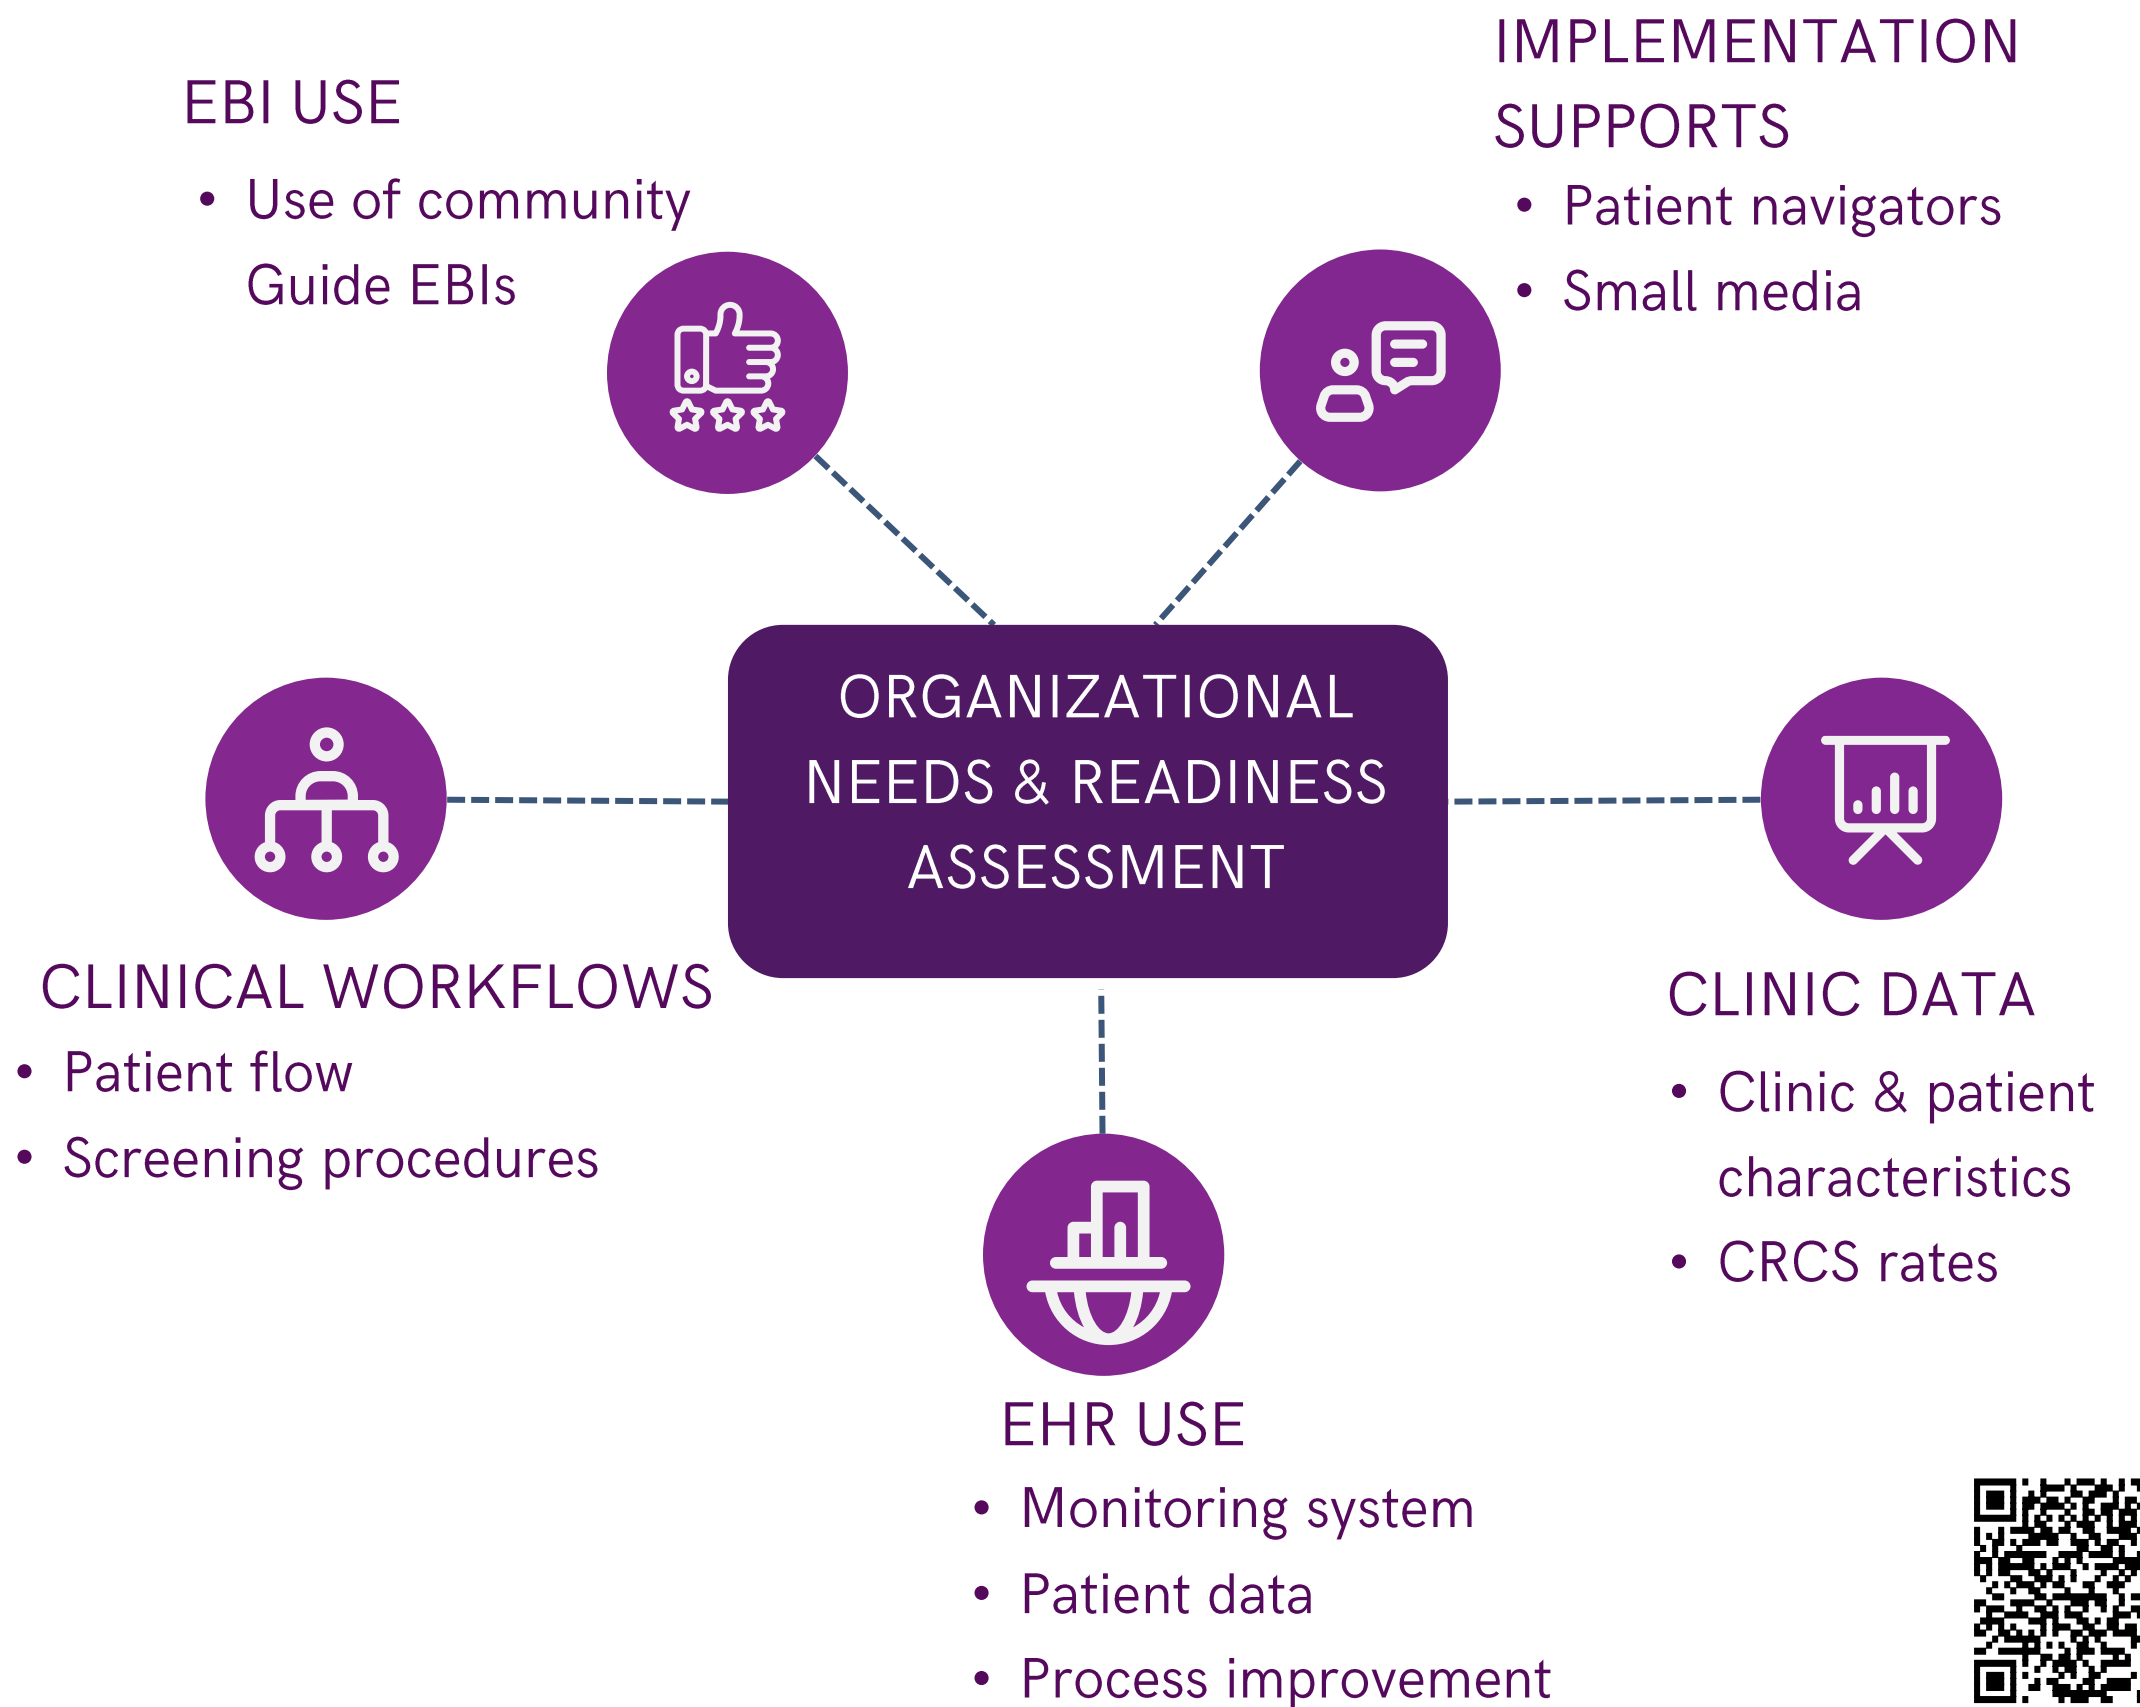 EBI USE
• Use of community
Guide EBIs
IMPLEMENTATION
SUPPORTS
• Patient navigators
• Small media
ORGANIZATIONAL
NEEDS & READINESS
ASSESSMENT
CLINICAL WORKFLOWS
• Patient flow
• Screening procedures
CLINIC DATA
• Clinic & patient
characteristics
• CRCS rates
EHR USE
• Monitoring system
• Patient data
• Process improvement